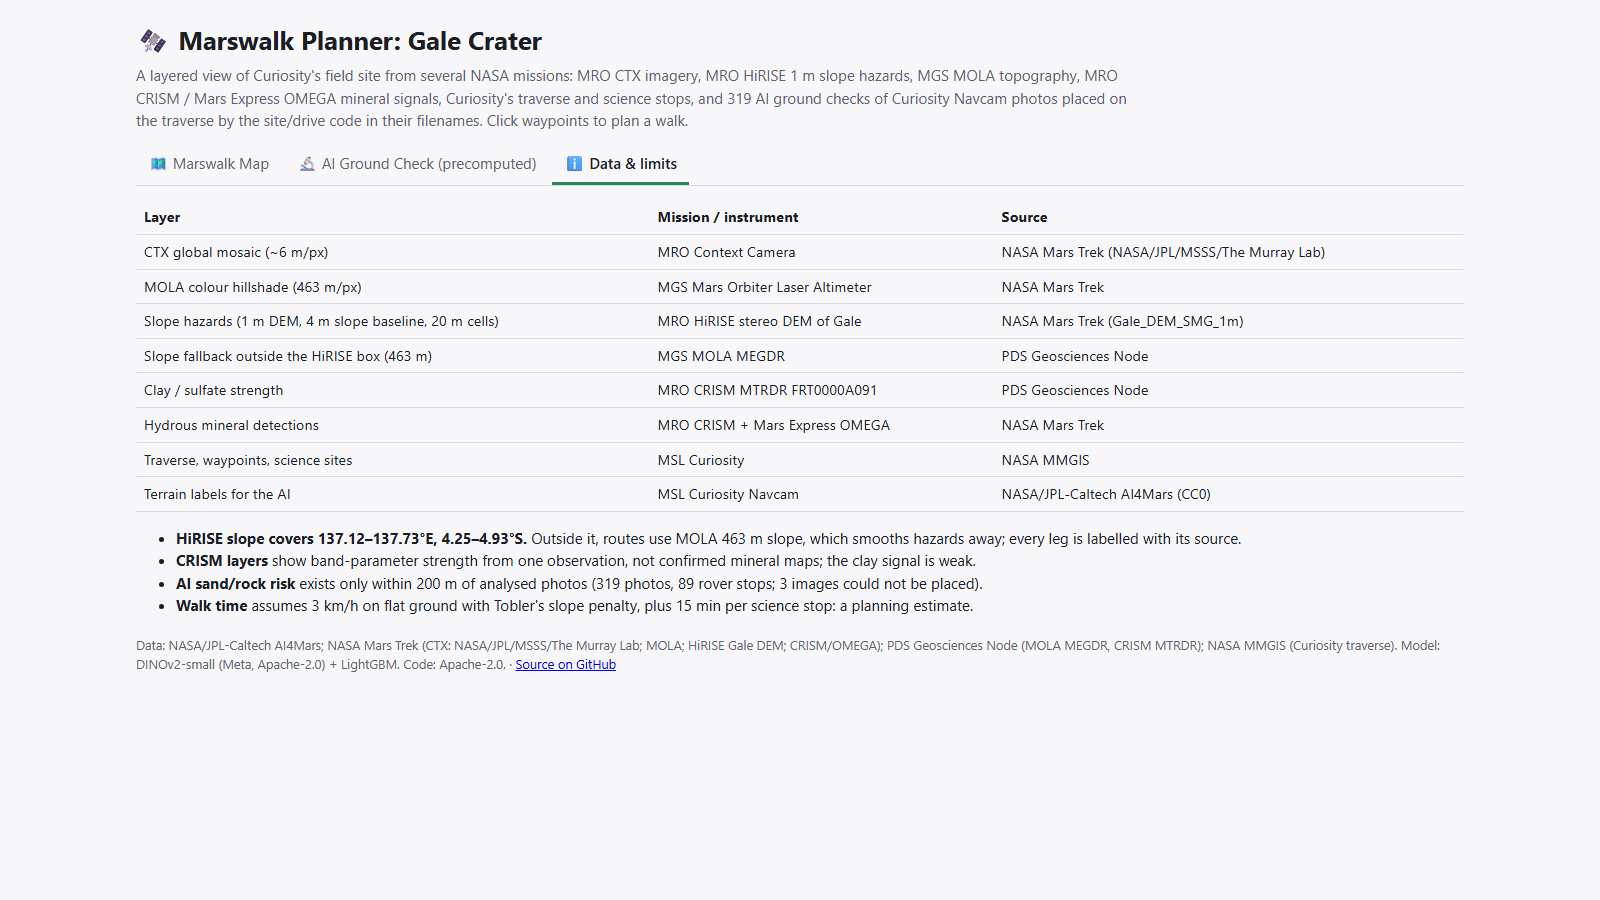 Marswalk Planner: Gale Crater
A layered view of Curiosity's field site from several NASA missions: MRO CTX imagery, MRO HiRISE 1 m slope hazards, MGS MOLA topography, MRO
CRISM / Mars Express OMEGA mineral signals, Curiosity's traverse and science stops, and 319 AI ground checks of Curiosity Navcam photos placed on
the traverse by the site/drive code in their filenames. Click waypoints to plan a walk.
Marswalk Map AI Ground Check (precomputed) Data & limits
Layer Mission / instrument Source
CTX global mosaic (~6 m/px) MRO Context Camera NASA Mars Trek (NASA/JPL/MSSS/The Murray Lab)
MOLA colour hillshade (463 m/px) MGS Mars Orbiter Laser Altimeter NASA Mars Trek
Slope hazards (1 m DEM, 4 m slope baseline, 20 m cells) MRO HiRISE stereo DEM of Gale NASA Mars Trek (Gale_DEM_SMG_1m)
Slope fallback outside the HiRISE box (463 m) MGS MOLA MEGDR PDS Geosciences Node
Clay / sulfate strength MRO CRISM MTRDR FRT0000A091 PDS Geosciences Node
Hydrous mineral detections MRO CRISM + Mars Express OMEGA NASA Mars Trek
Traverse, waypoints, science sites MSL Curiosity NASA MMGIS
Terrain labels for the AI MSL Curiosity Navcam NASA/JPL-Caltech AI4Mars (CC0)
• HiRISE slope covers 137.12–137.73°E, 4.25–4.93°S. Outside it, routes use MOLA 463 m slope, which smooths hazards away; every leg is labelled with its source.
• CRISM layers show band-parameter strength from one observation, not confirmed mineral maps; the clay signal is weak.
• AI sand/rock risk exists only within 200 m of analysed photos (319 photos, 89 rover stops; 3 images could not be placed).
• Walk time assumes 3 km/h on flat ground with Tobler's slope penalty, plus 15 min per science stop: a planning estimate.
Data: NASA/JPL-Caltech AI4Mars; NASA Mars Trek (CTX: NASA/JPL/MSSS/The Murray Lab; MOLA; HiRISE Gale DEM; CRISM/OMEGA); PDS Geosciences Node (MOLA MEGDR, CRISM MTRDR); NASA MMGIS (Curiosity traverse). Model:
DINOv2-small (Meta, Apache-2.0) + LightGBM. Code: Apache-2.0. · Source on GitHub